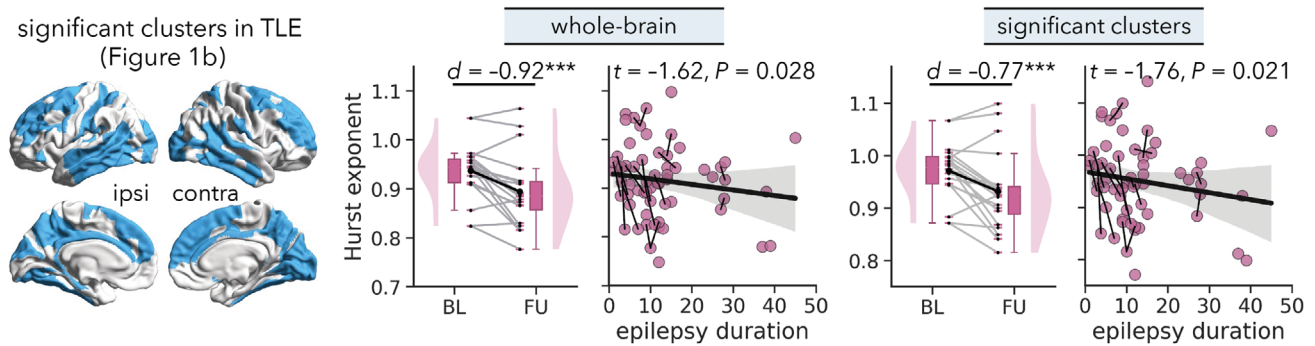 significant clusters in TLE
(Figure 1b)
ipsi contra
whole-brain
d = –0.92***
t = –1.62, P = 0.028
Hurst exponent
1.1
1.0
0.9
0.8
0.7
BL FU
0 10 20 30 40 50
epilepsy duration
significant clusters
d = –0.77***
t = –1.76, P = 0.021
1.1
1.0
0.9
0.8
BL FU
0 10 20 30 40 50
epilepsy duration